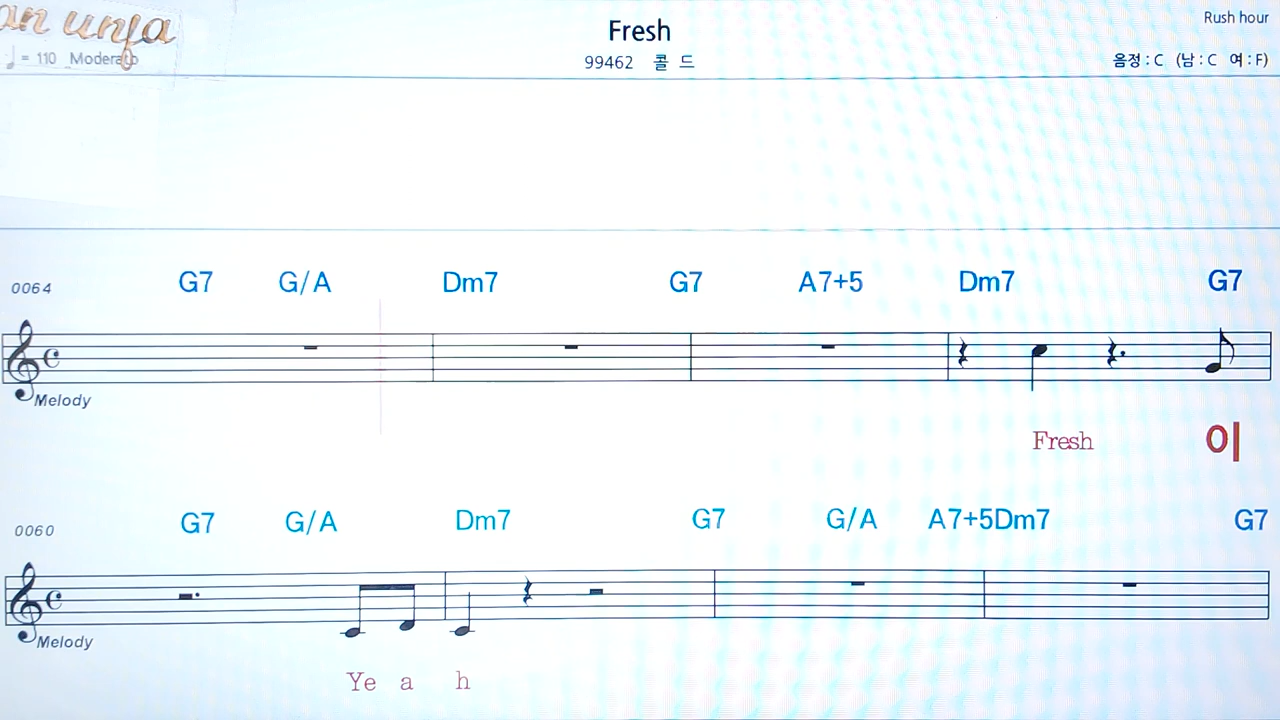 Fresh
Rush hour
♩ = 110 Moderato
99462 콜 드
음정 : C (남 : C 여 : F)
0064 G7 G/A Dm7 G7 A7+5 Dm7 G7
Melody
Fresh 이
0060 G7 G/A Dm7 G7 G/A A7+5Dm7 G7
Melody
Ye a h